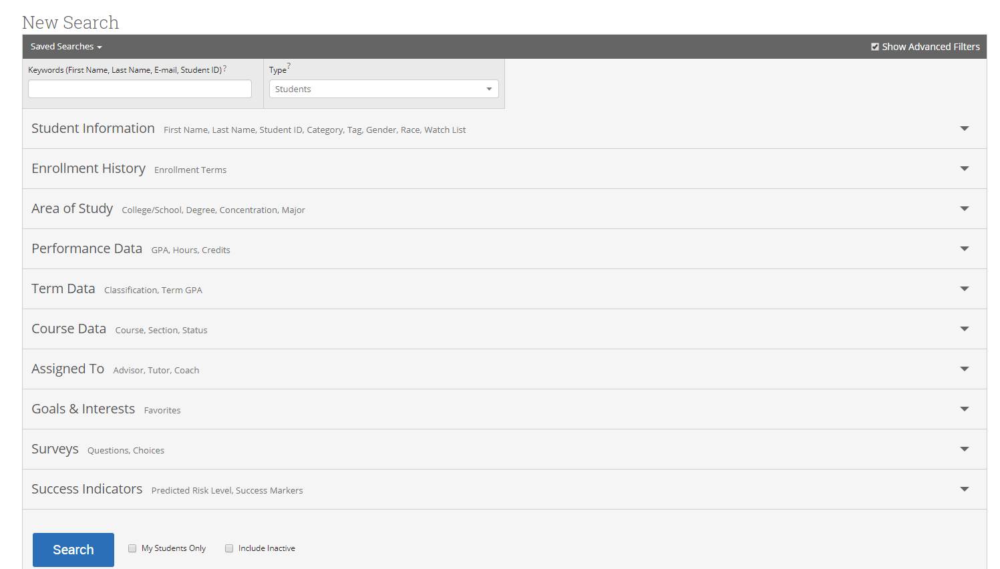 New Search
Saved Searches
Show Advanced Filters
Keywords (First Name, Last Name, E-mail, Student ID)?
Type?
Students
Student Information First Name, Last Name, Student ID, Category, Tag, Gender, Race, Watch List
Enrollment History Enrollment Terms
Area of Study College/School, Degree, Concentration, Major
Performance Data GPA, Hours, Credits
Term Data Classification, Term GPA
Course Data Course, Section, Status
Assigned To Advisor, Tutor, Coach
Goals & Interests Favorites
Surveys Questions, Choices
Success Indicators Predicted Risk Level, Success Markers
Search My Students Only Include Inactive